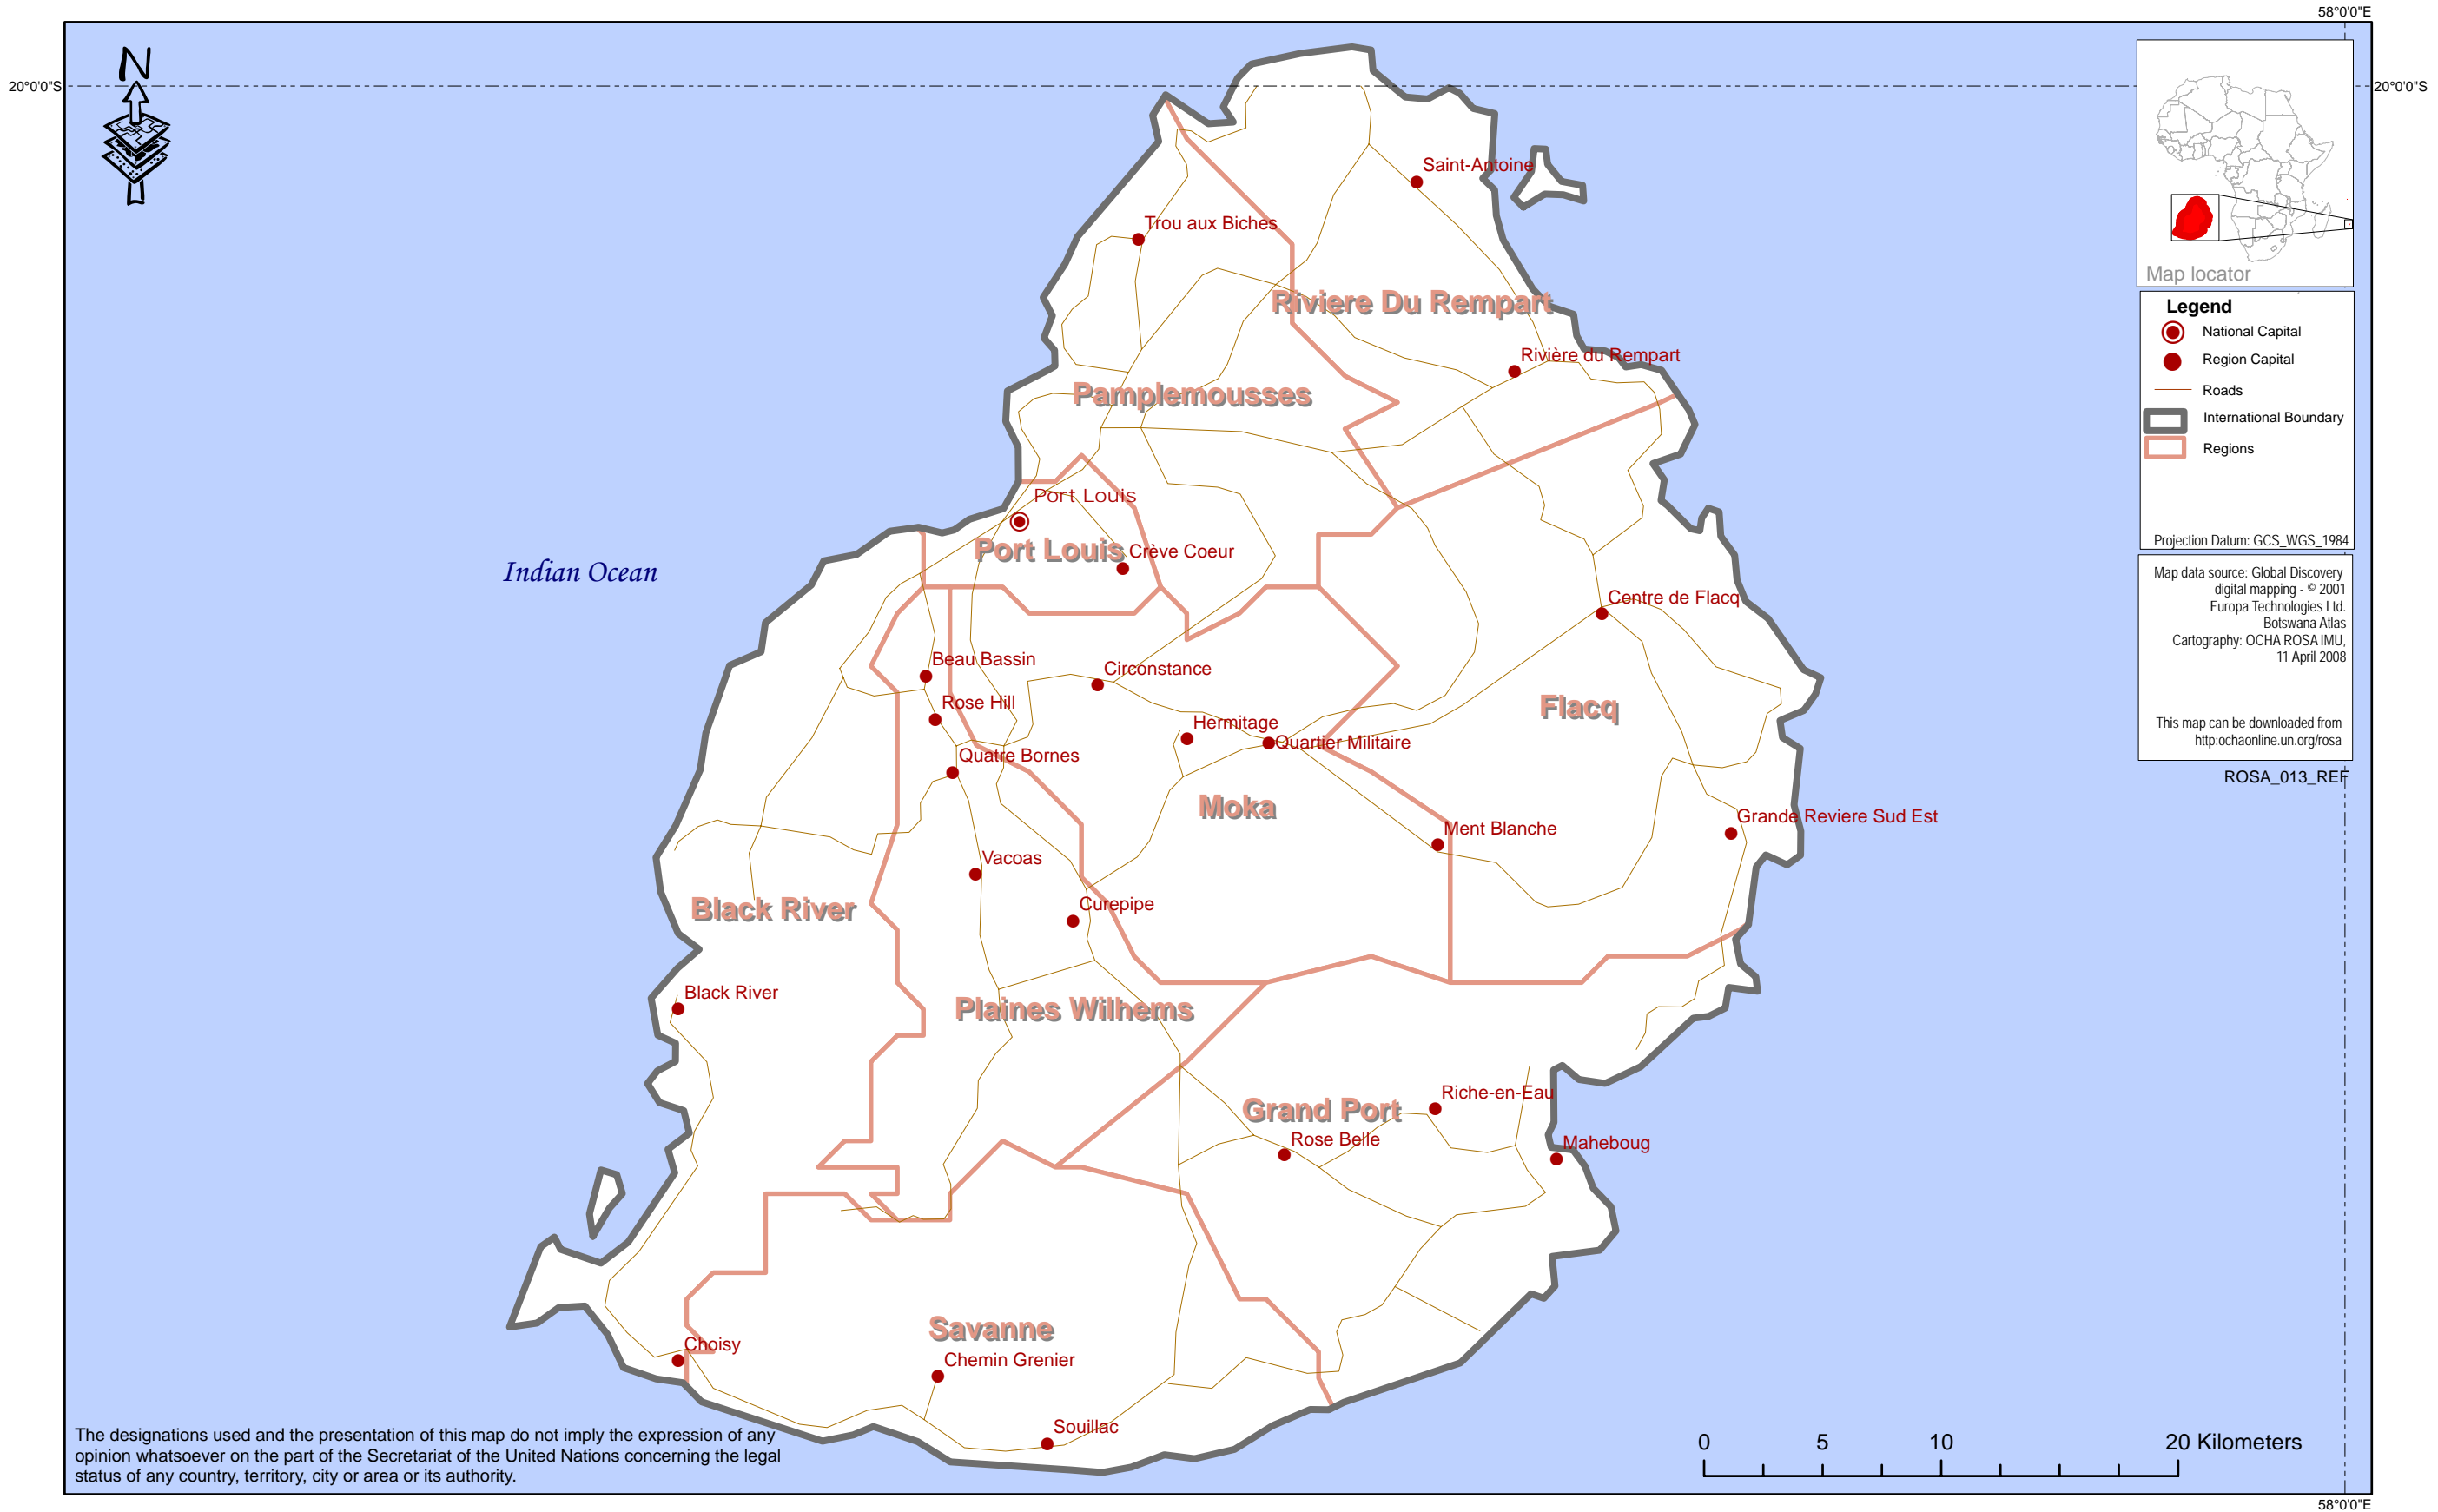 58°0'0"E
20°0'0"S
20°0'0"S
N
Saint-Antoine
Trou aux Biches
Riviere Du Rempart
Rivière du Rempart
Pamplemousses
Port Louis
Port Louis
Crève Coeur
Indian Ocean
Centre de Flacq
Beau Bassin
Circonstance
Rose Hill
Flacq
Hermitage
Quartier Militaire
Quatre Bornes
Moka
Grande Reviere Sud Est
Ment Blanche
Vacoas
Curepipe
Black River
Black River
Plaines Wilhems
Riche-en-Eau
Grand Port
Rose Belle
Maheboug
Savanne
Choisy
Chemin Grenier
Souillac
Map locator
Legend
National Capital
Region Capital
Roads
International Boundary
Regions
Projection Datum: GCS_WGS_1984
Map data source: Global Discovery
digital mapping - © 2001
Europa Technologies Ltd.
Botswana Atlas
Cartography: OCHA ROSA IMU,
11 April 2008
This map can be downloaded from
http:ochaonline.un.org/rosa
ROSA_013_REF
The designations used and the presentation of this map do not imply the expression of any
opinion whatsoever on the part of the Secretariat of the United Nations concerning the legal
status of any country, territory, city or area or its authority.
0 5 10 20 Kilometers
58°0'0"E